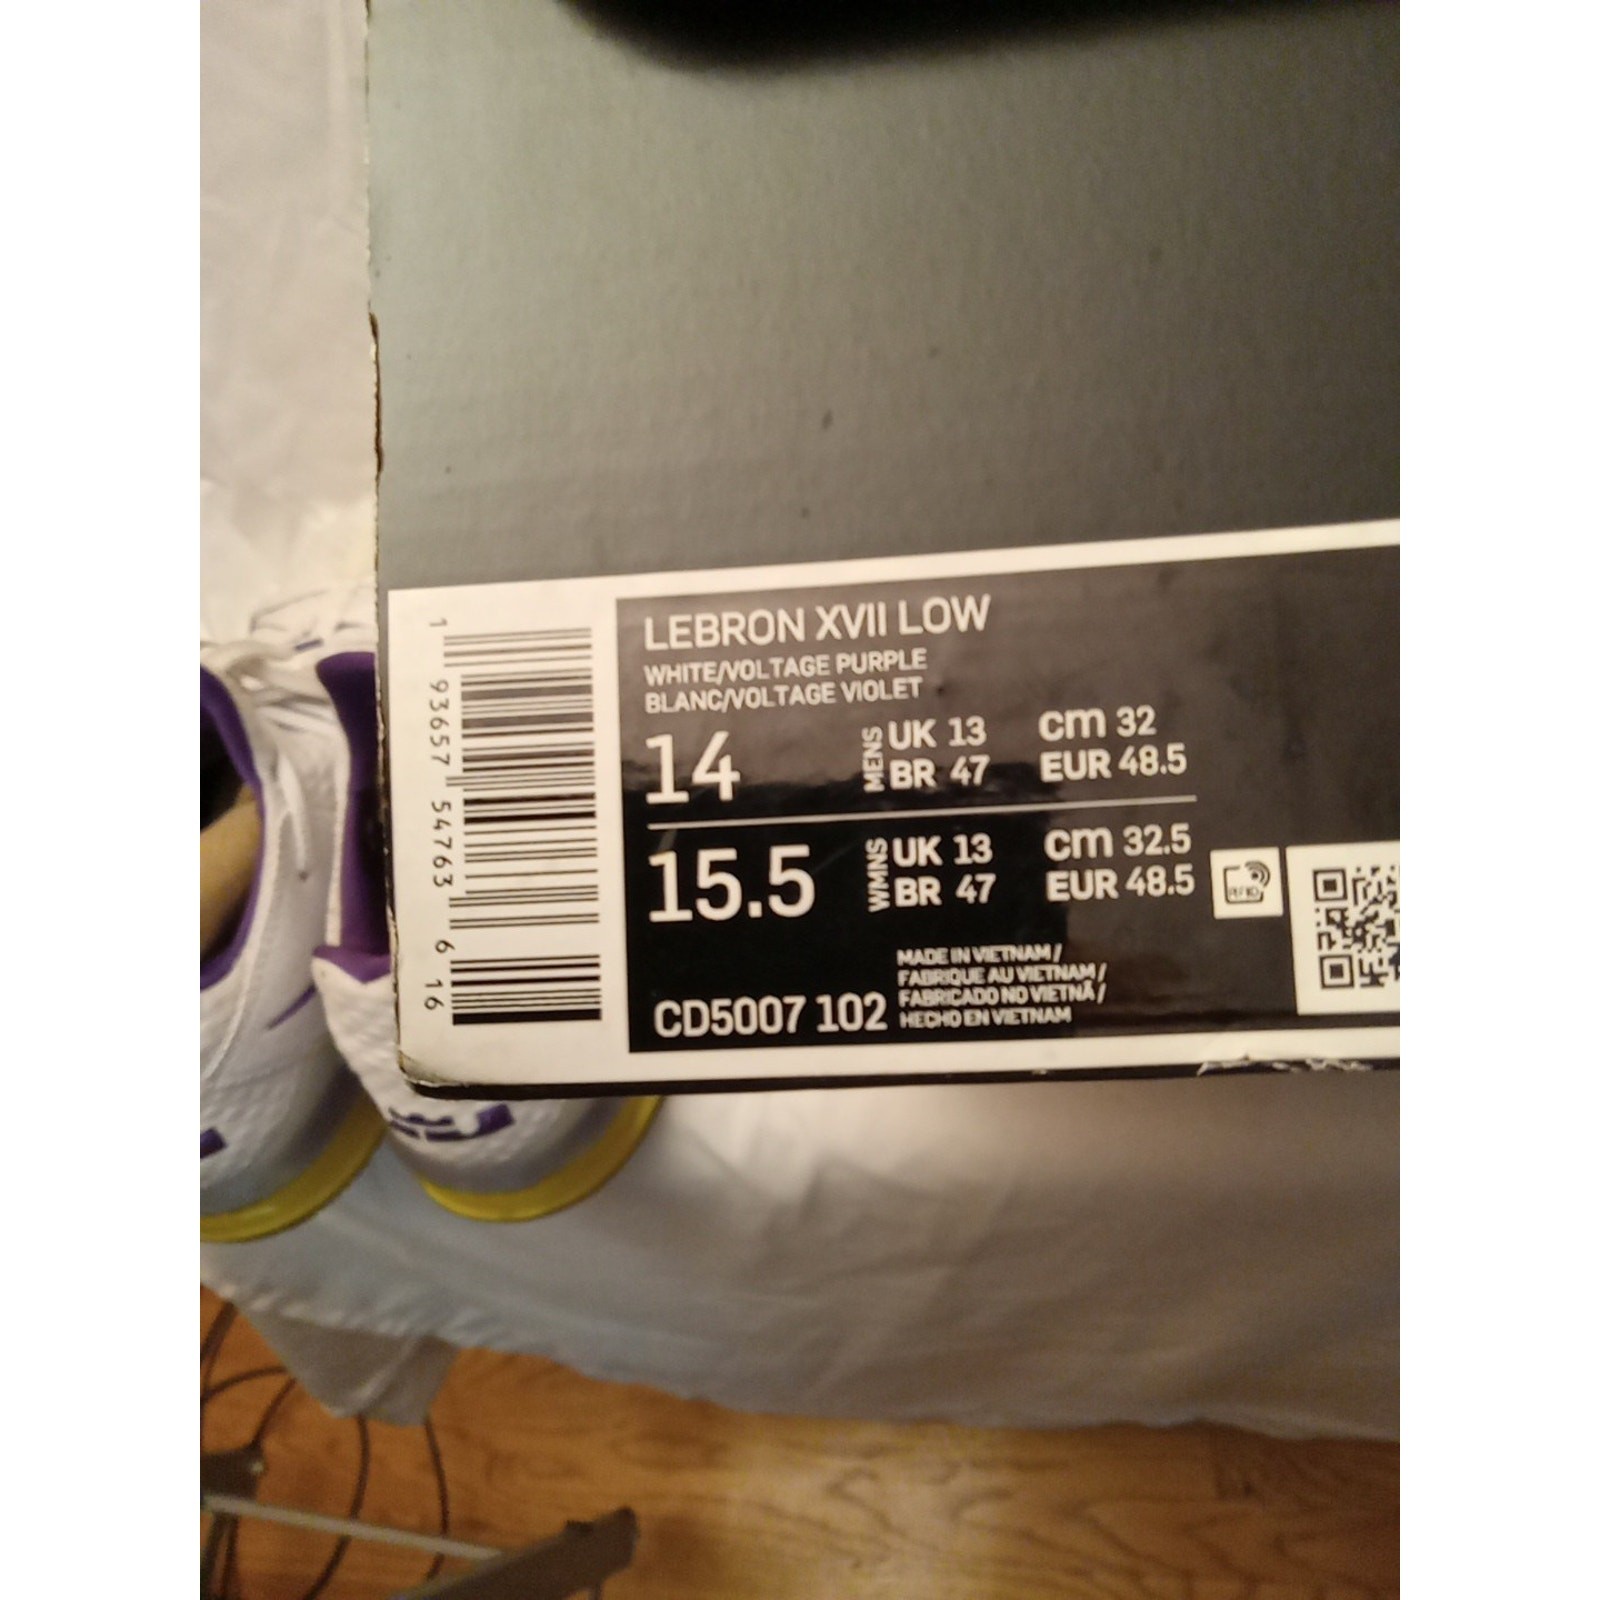 LEBRON XVII LOW
WHITE/VOLTAGE PURPLE
BLANC/VOLTAGE VIOLET
14 MENS UK 13 cm 32
BR 47 EUR 48.5
15.5 WMNS UK 13 cm 32.5
BR 47 EUR 48.5
RFID
MADE IN VIETNAM /
FABRIQUE AU VIETNAM /
FABRICADO NO VIETNÃ /
HECHO EN VIETNAM
CD5007 102
1 93657 54763 6 16